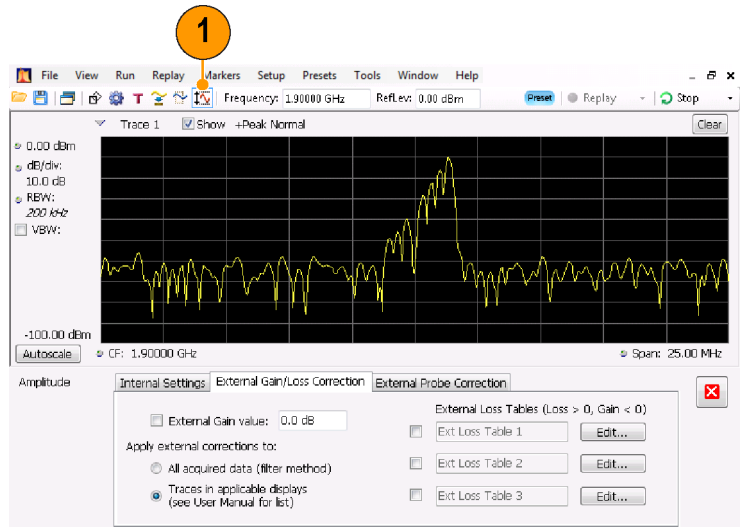 1
File View Run Replay Markers Setup Presets Tools Window Help
T Frequency: 1.90000 GHz RefLev: 0.00 dBm Preset Replay Stop
Trace 1 Show +Peak Normal Clear
0.00 dBm
dB/div:
10.0 dB
RBW:
200 kHz
VBW:
-100.00 dBm
Autoscale CF: 1.90000 GHz Span: 25.00 MHz
Amplitude Internal Settings External Gain/Loss Correction External Probe Correction
External Loss Tables (Loss > 0, Gain < 0)
External Gain value: 0.0 dB
Ext Loss Table 1 Edit...
Apply external corrections to:
All acquired data (filter method)
Ext Loss Table 2 Edit...
Traces in applicable displays
(see User Manual for list)
Ext Loss Table 3 Edit...